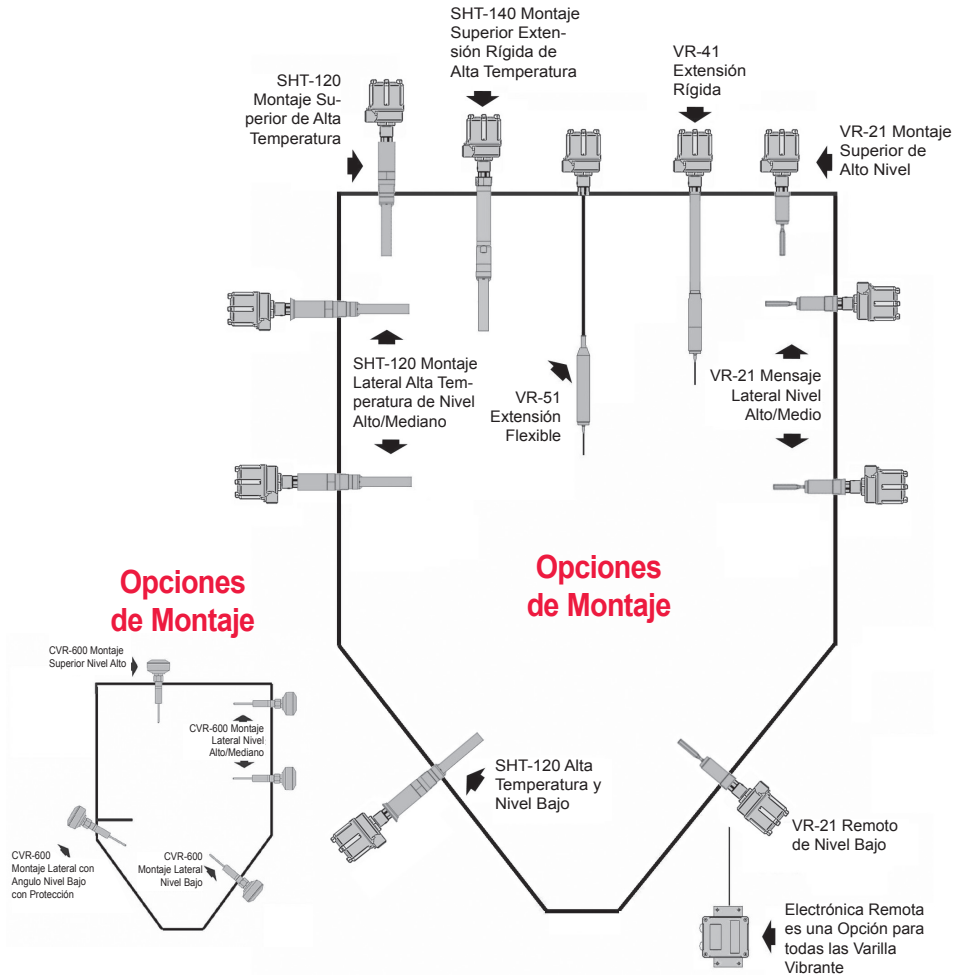 SHT-140 Montaje
Superior Exten-
sión Rígida de
Alta Temperatura
VR-41
Extensión
Rígida
SHT-120
Montaje Su-
perior de Alta
Temperatura
VR-21 Montaje
Superior de
Alto Nivel
SHT-120 Montaje
Lateral Alta Tem-
peratura de Nivel
Alto/Mediano
VR-51
Extensión
Flexible
VR-21 Mensaje
Lateral Nivel
Alto/Medio
Opciones
de Montaje
Opciones
de Montaje
CVR-600 Montaje
Superior Nivel Alto
CVR-600 Montaje
Lateral Nivel
Alto/Mediano
CVR-600
Montaje Lateral con
Angulo Nivel Bajo
con Protección
CVR-600
Montaje Lateral
Nivel Bajo
SHT-120 Alta
Temperatura y
Nivel Bajo
VR-21 Remoto
de Nivel Bajo
Electrónica Remota
es una Opción para
todas las Varilla
Vibrante